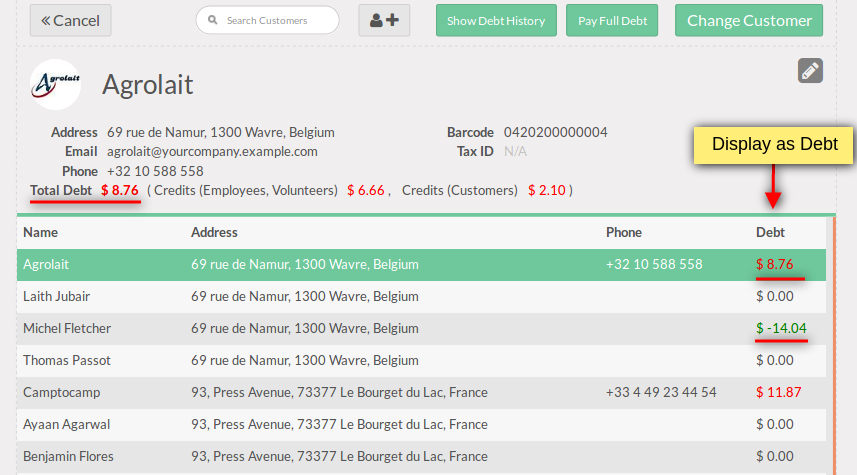 « Cancel Search Customers Show Debt History Pay Full Debt Change Customer
Agrolait
Agrolait
Address 69 rue de Namur, 1300 Wavre, Belgium Barcode 0420200000004
Email agrolait@yourcompany.example.com Tax ID N/A
Display as Debt
Phone +32 10 588 558
Total Debt $ 8.76 ( Credits (Employees, Volunteers) $ 6.66 , Credits (Customers) $ 2.10 )
Name Address Phone Debt
Agrolait 69 rue de Namur, 1300 Wavre, Belgium +32 10 588 558 $ 8.76
Laith Jubair 69 rue de Namur, 1300 Wavre, Belgium $ 0.00
Michel Fletcher 69 rue de Namur, 1300 Wavre, Belgium $ -14.04
Thomas Passot 69 rue de Namur, 1300 Wavre, Belgium $ 0.00
Camptocamp 93, Press Avenue, 73377 Le Bourget du Lac, France +33 4 49 23 44 54 $ 11.87
Ayaan Agarwal 93, Press Avenue, 73377 Le Bourget du Lac, France $ 0.00
Benjamin Flores 93, Press Avenue, 73377 Le Bourget du Lac, France $ 0.00